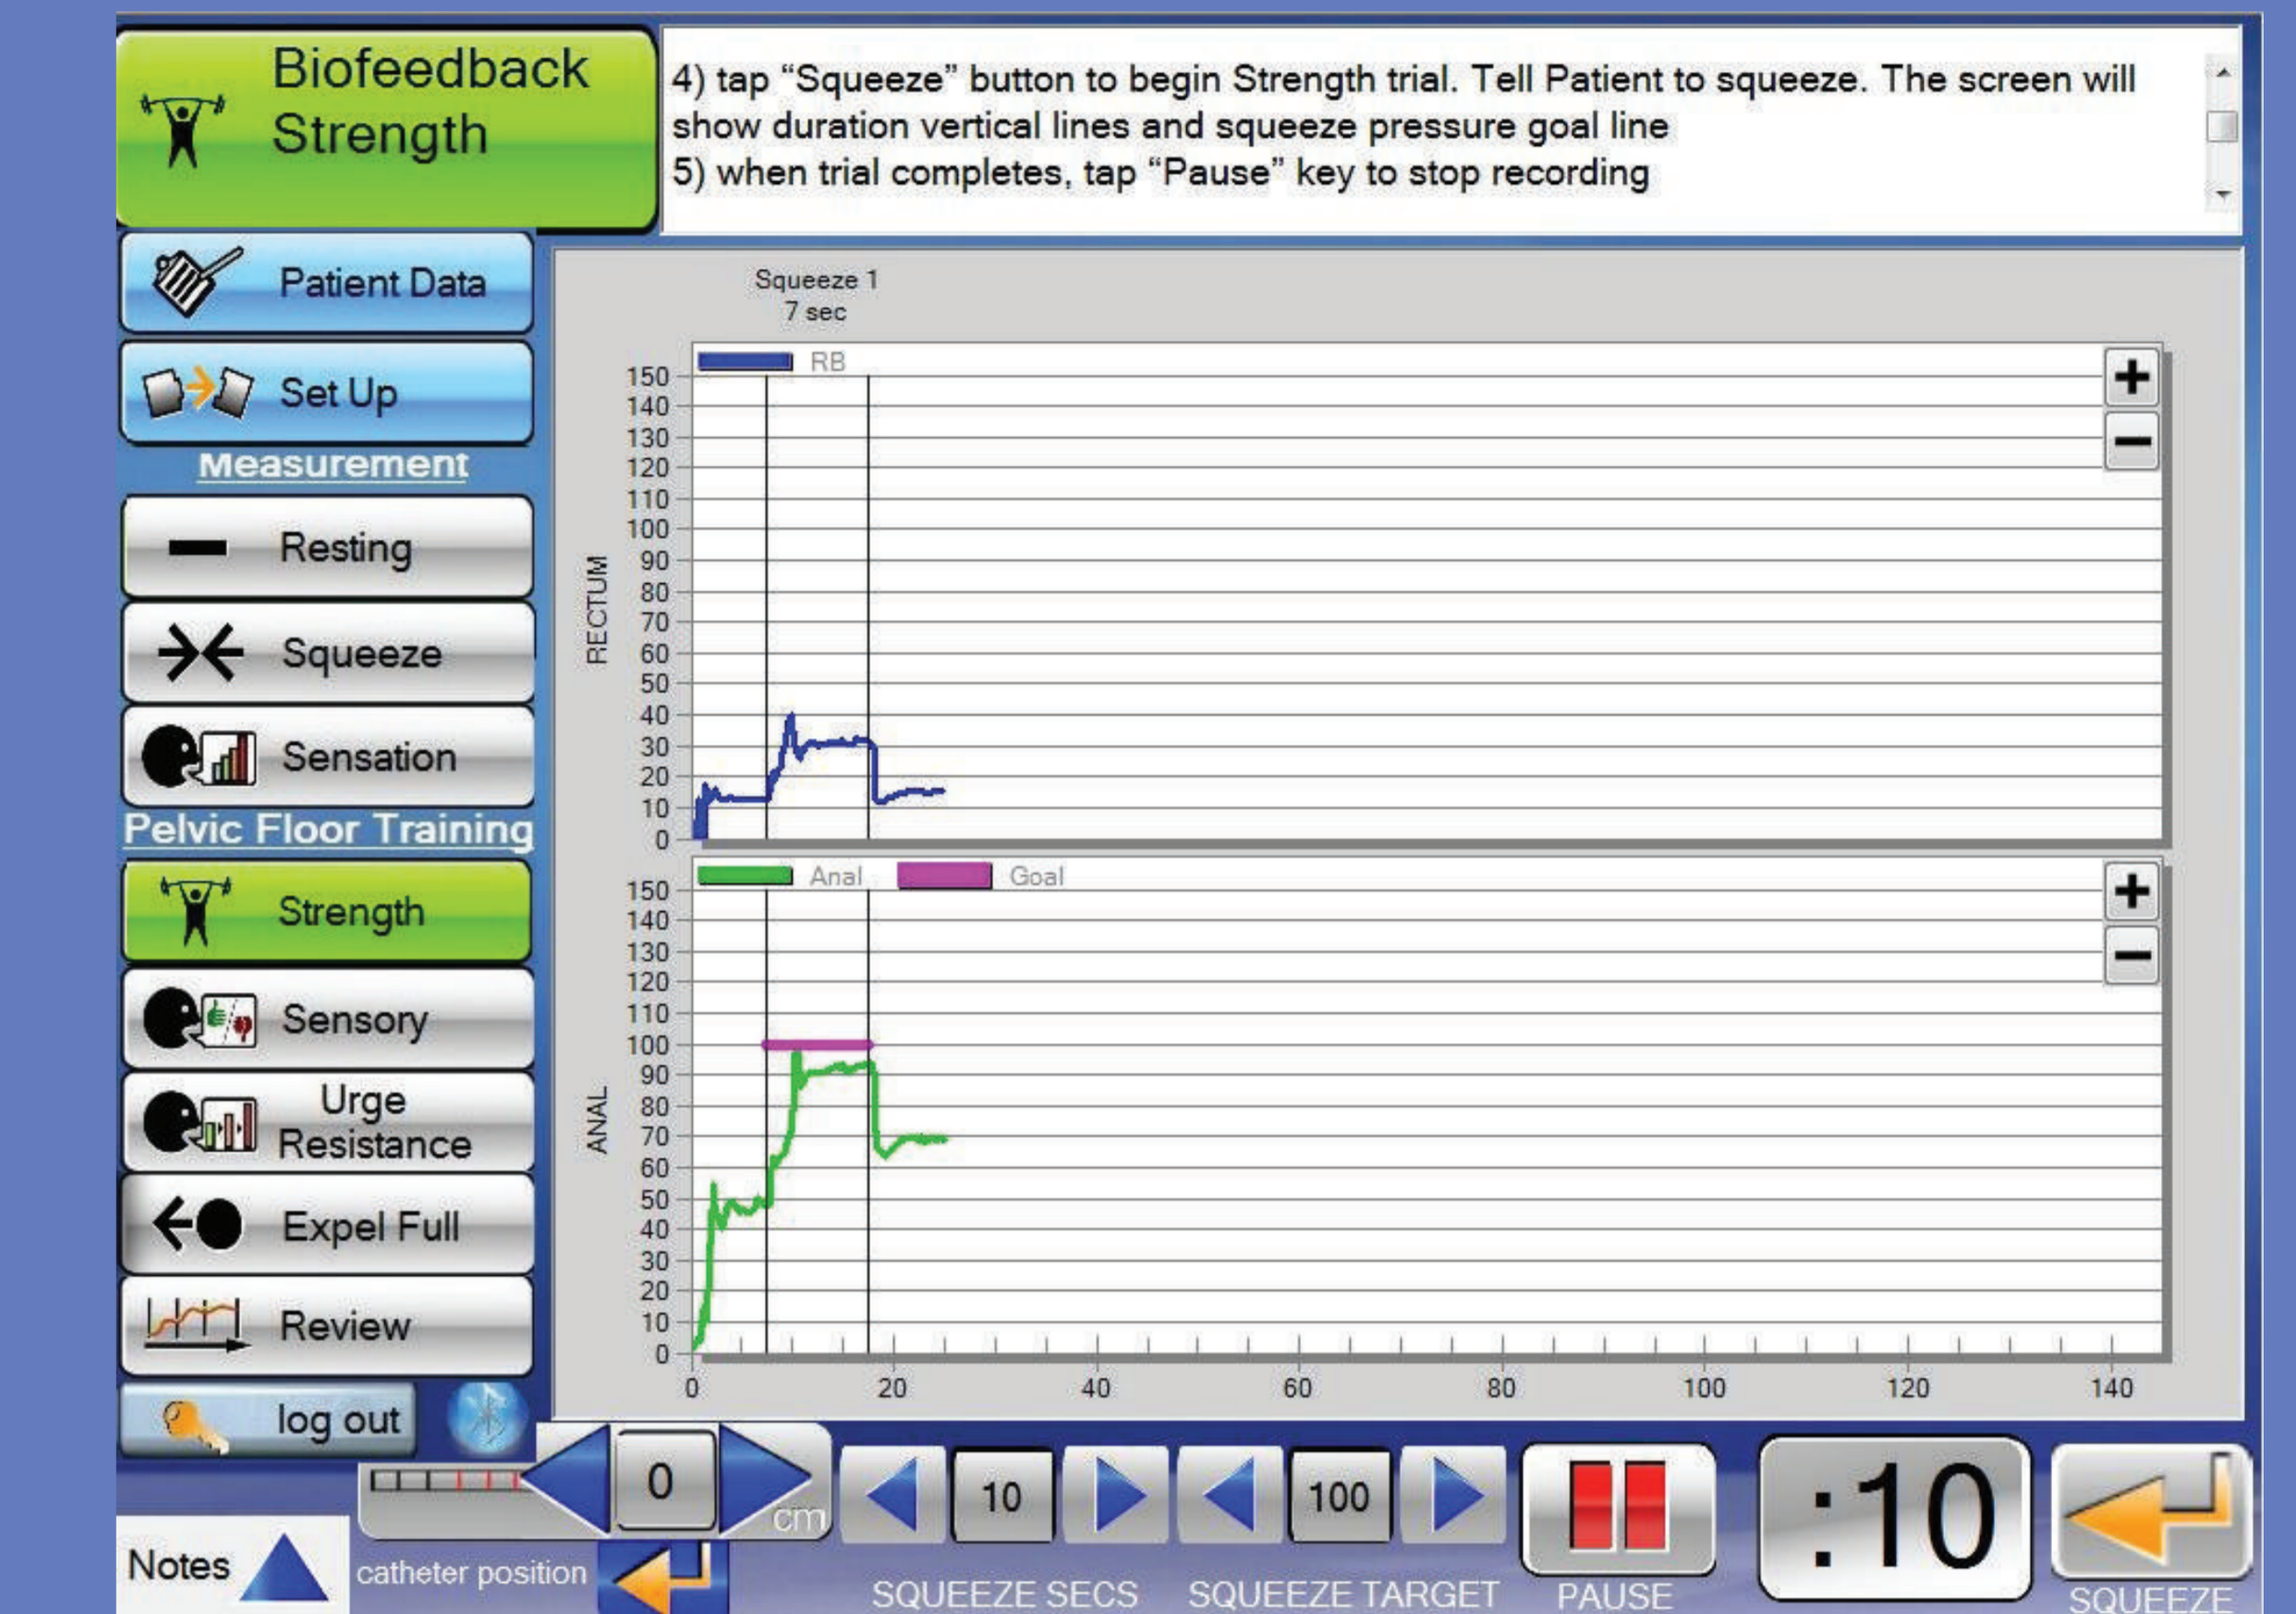 Biofeedback
Strength
4) tap “Squeeze” button to begin Strength trial. Tell Patient to squeeze. The screen will
show duration vertical lines and squeeze pressure goal line
5) when trial completes, tap “Pause” key to stop recording
Patient Data
Set Up
Measurement
Resting
Squeeze
Sensation
Pelvic Floor Training
Strength
Sensory
Urge
Resistance
Expel Full
Review
log out
Squeeze 1
7 sec
RB
RECTUM
150
140
130
120
110
100
90
80
70
60
50
40
30
20
10
0
Anal
Goal
ANAL
150
140
130
120
110
100
90
80
70
60
50
40
30
20
10
0
0 20 40 60 80 100 120 140
0
cm
catheter position
Notes
10
SQUEEZE SECS
100
SQUEEZE TARGET
PAUSE
:10
SQUEEZE